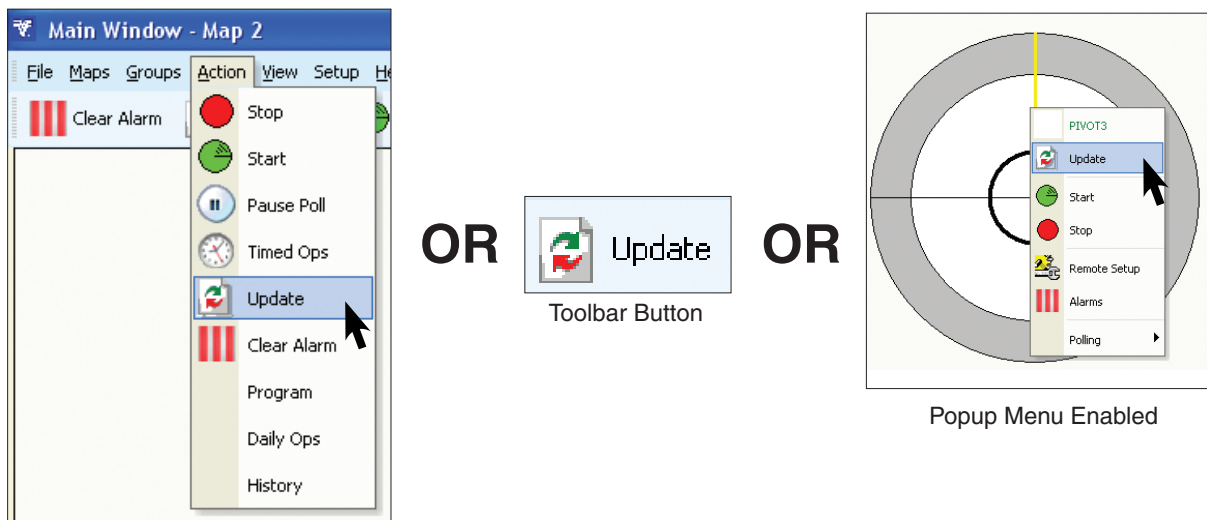 Main Window - Map 2
File Maps Groups Action View Setup He
Clear Alarm
Stop
Start
Pause Poll
Timed Ops
Update
Clear Alarm
Program
Daily Ops
History
OR
Update
Toolbar Button
OR
PIVOT3
Update
Start
Stop
Remote Setup
Alarms
Polling
Popup Menu Enabled